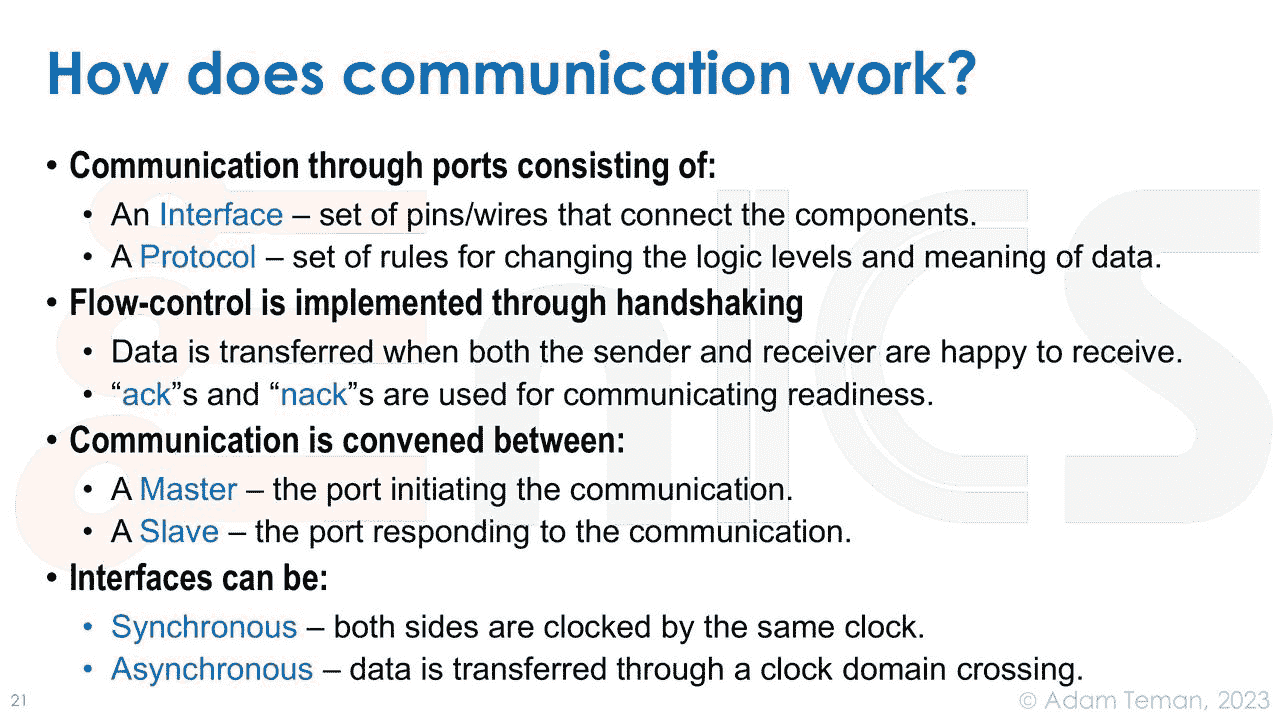 How does communication work?
• Communication through ports consisting of:
• An Interface – set of pins/wires that connect the components.
• A Protocol – set of rules for changing the logic levels and meaning of data.
• Flow-control is implemented through handshaking
• Data is transferred when both the sender and receiver are happy to receive.
• “ack”s and “nack”s are used for communicating readiness.
• Communication is convened between:
• A Master – the port initiating the communication.
• A Slave – the port responding to the communication.
• Interfaces can be:
• Synchronous – both sides are clocked by the same clock.
• Asynchronous – data is transferred through a clock domain crossing.
21
© Adam Teman, 2023
EnICS